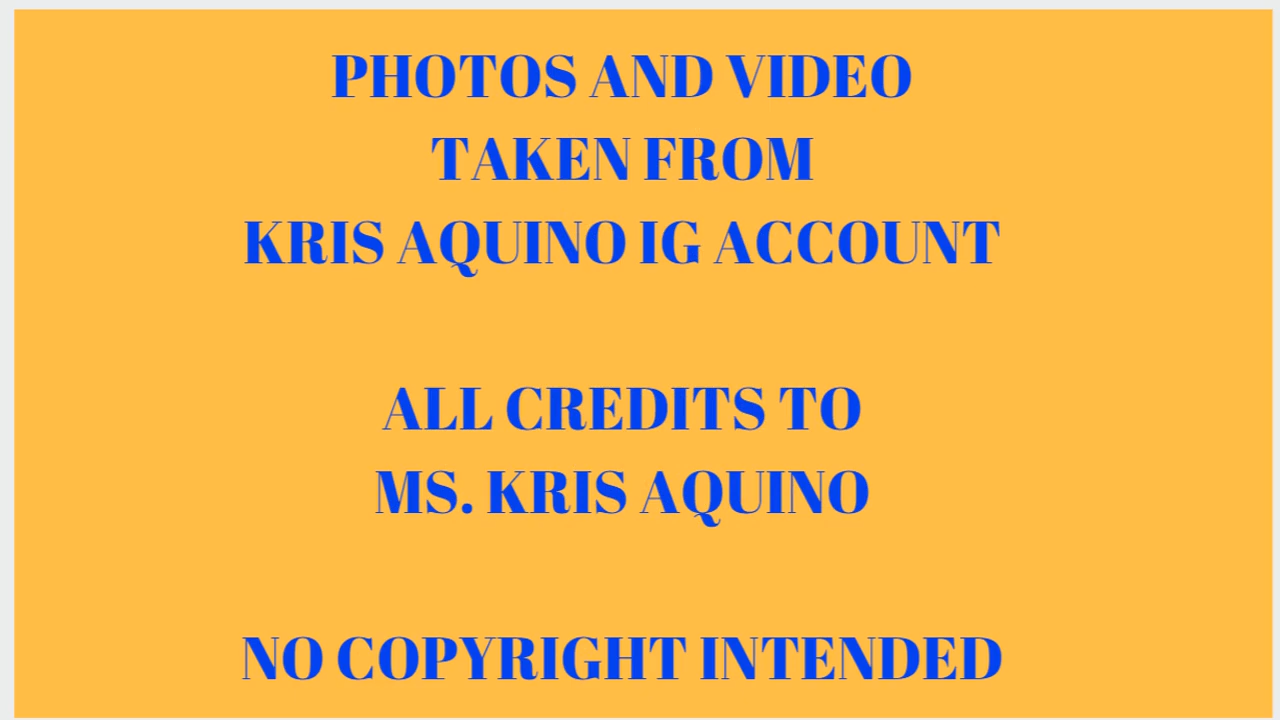 PHOTOS AND VIDEO
TAKEN FROM
KRIS AQUINO IG ACCOUNT
ALL CREDITS TO
MS. KRIS AQUINO
NO COPYRIGHT INTENDED